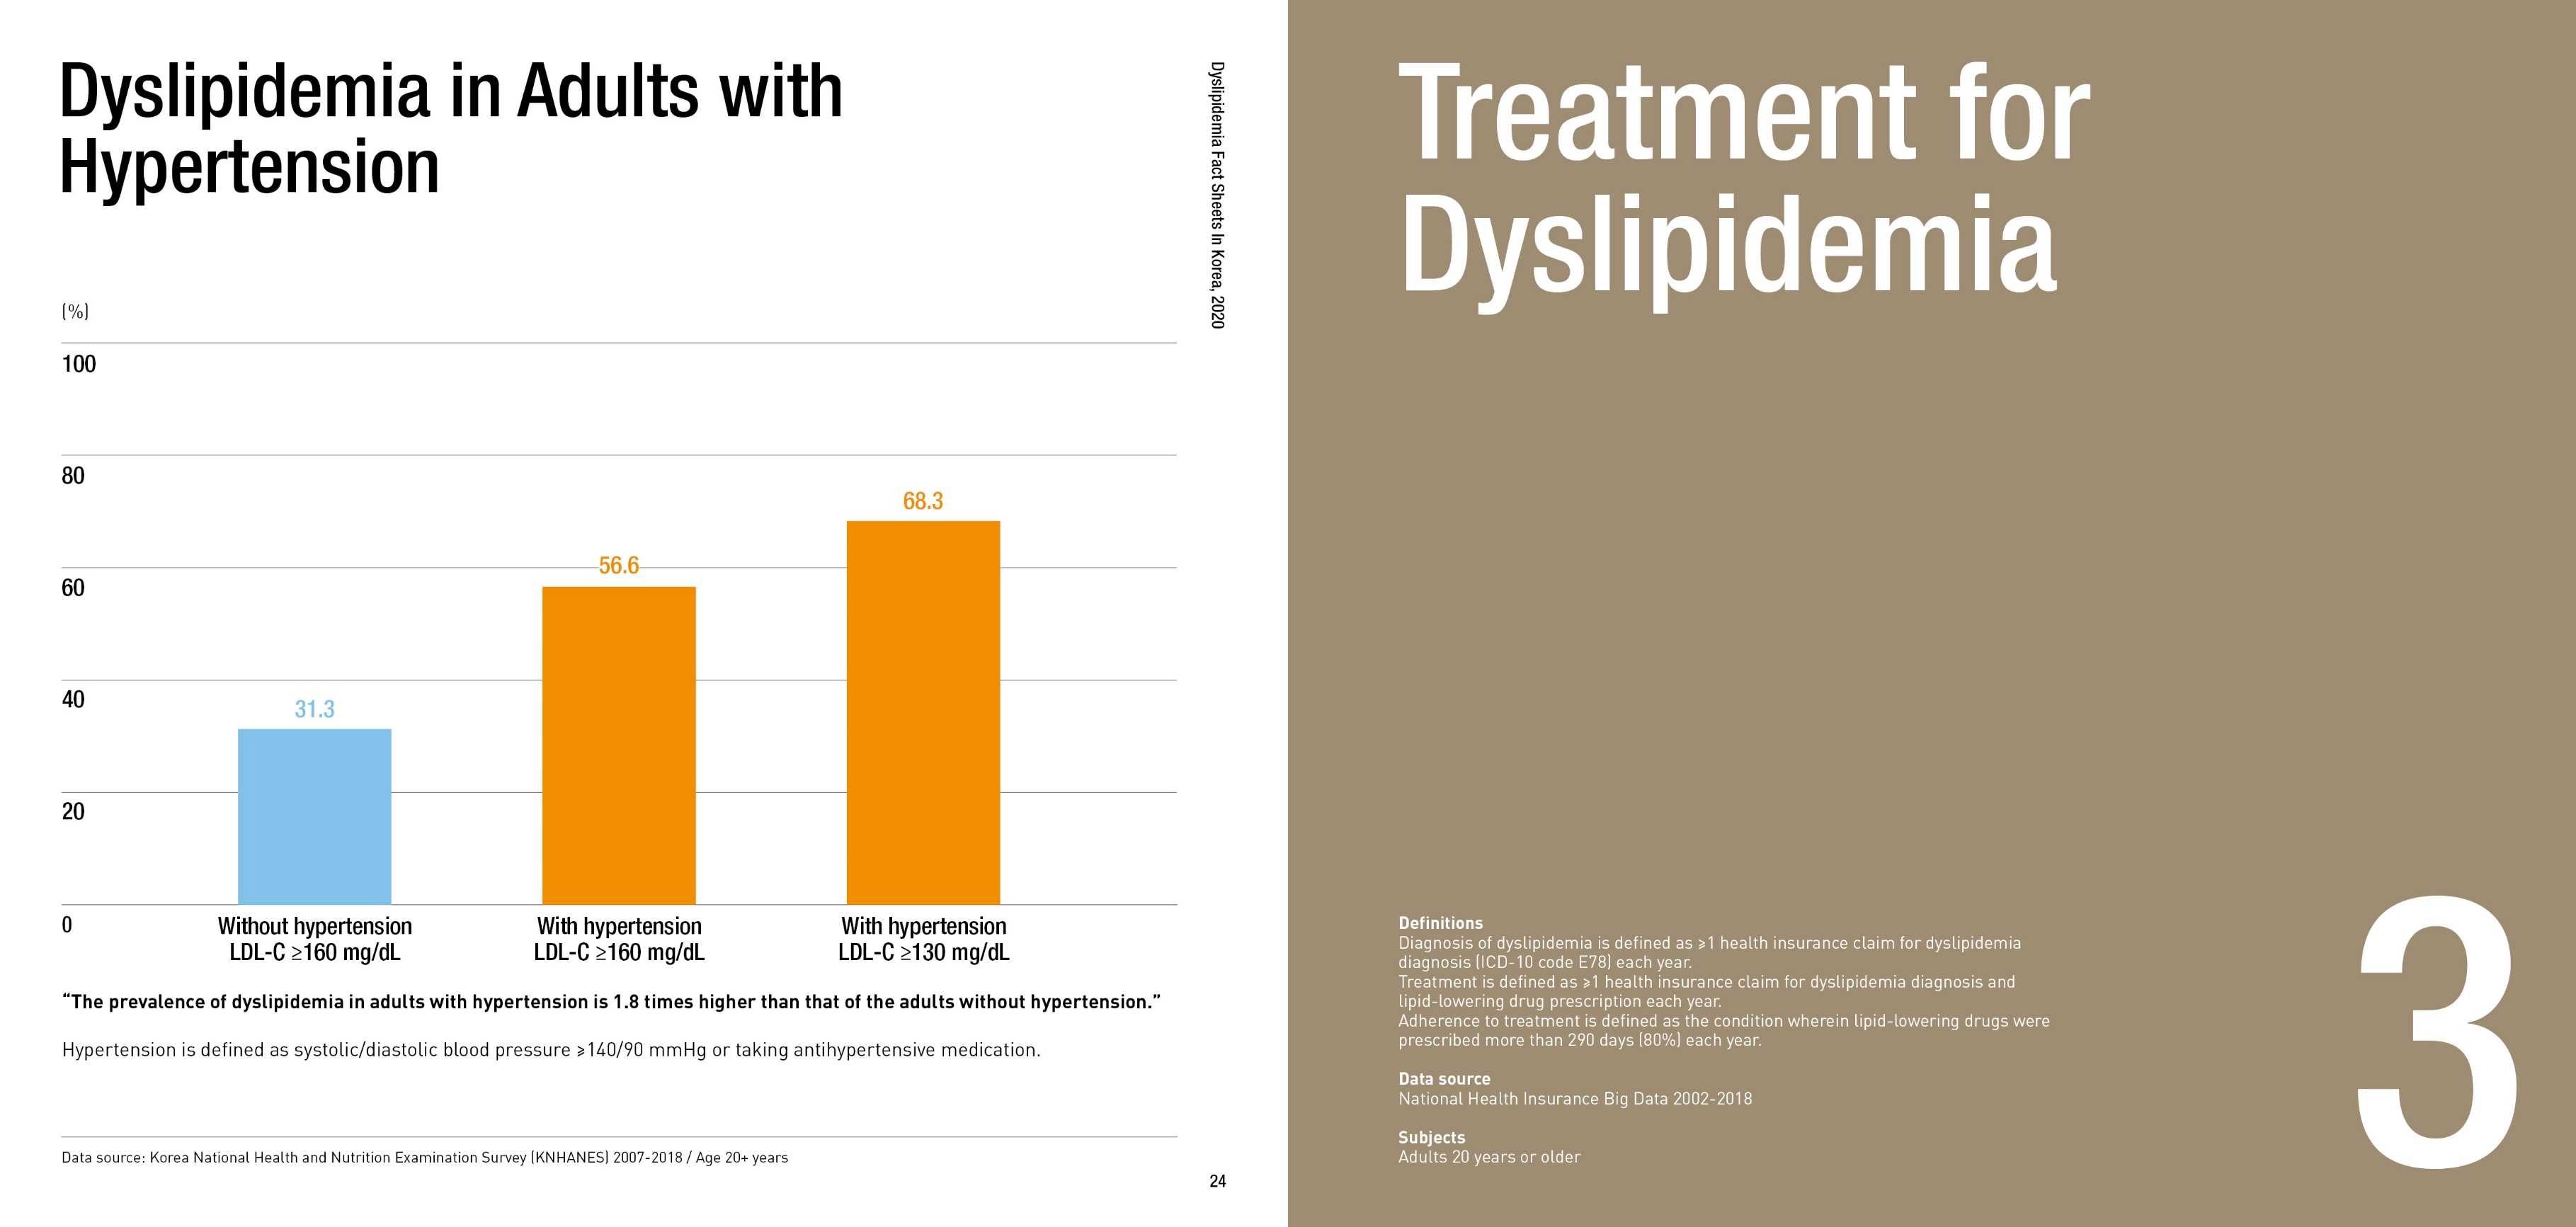 Dyslipidemia in Adults with
Hypertension
(%)
100
80
60
40
20
0
31.3
56.6
68.3
Without hypertension
LDL-C ≥160 mg/dL
With hypertension
LDL-C ≥160 mg/dL
With hypertension
LDL-C ≥130 mg/dL
“The prevalence of dyslipidemia in adults with hypertension is 1.8 times higher than that of the adults without hypertension.”
Hypertension is defined as systolic/diastolic blood pressure ≥140/90 mmHg or taking antihypertensive medication.
Data source: Korea National Health and Nutrition Examination Survey (KNHANES) 2007-2018 / Age 20+ years
Dyslipidemia Fact Sheets In Korea, 2020
24
Treatment for
Dyslipidemia
Definitions
Diagnosis of dyslipidemia is defined as ≥1 health insurance claim for dyslipidemia
diagnosis (ICD-10 code E78) each year.
Treatment is defined as ≥1 health insurance claim for dyslipidemia diagnosis and
lipid-lowering drug prescription each year.
Adherence to treatment is defined as the condition wherein lipid-lowering drugs were
prescribed more than 290 days (80%) each year.
Data source
National Health Insurance Big Data 2002-2018
Subjects
Adults 20 years or older
3